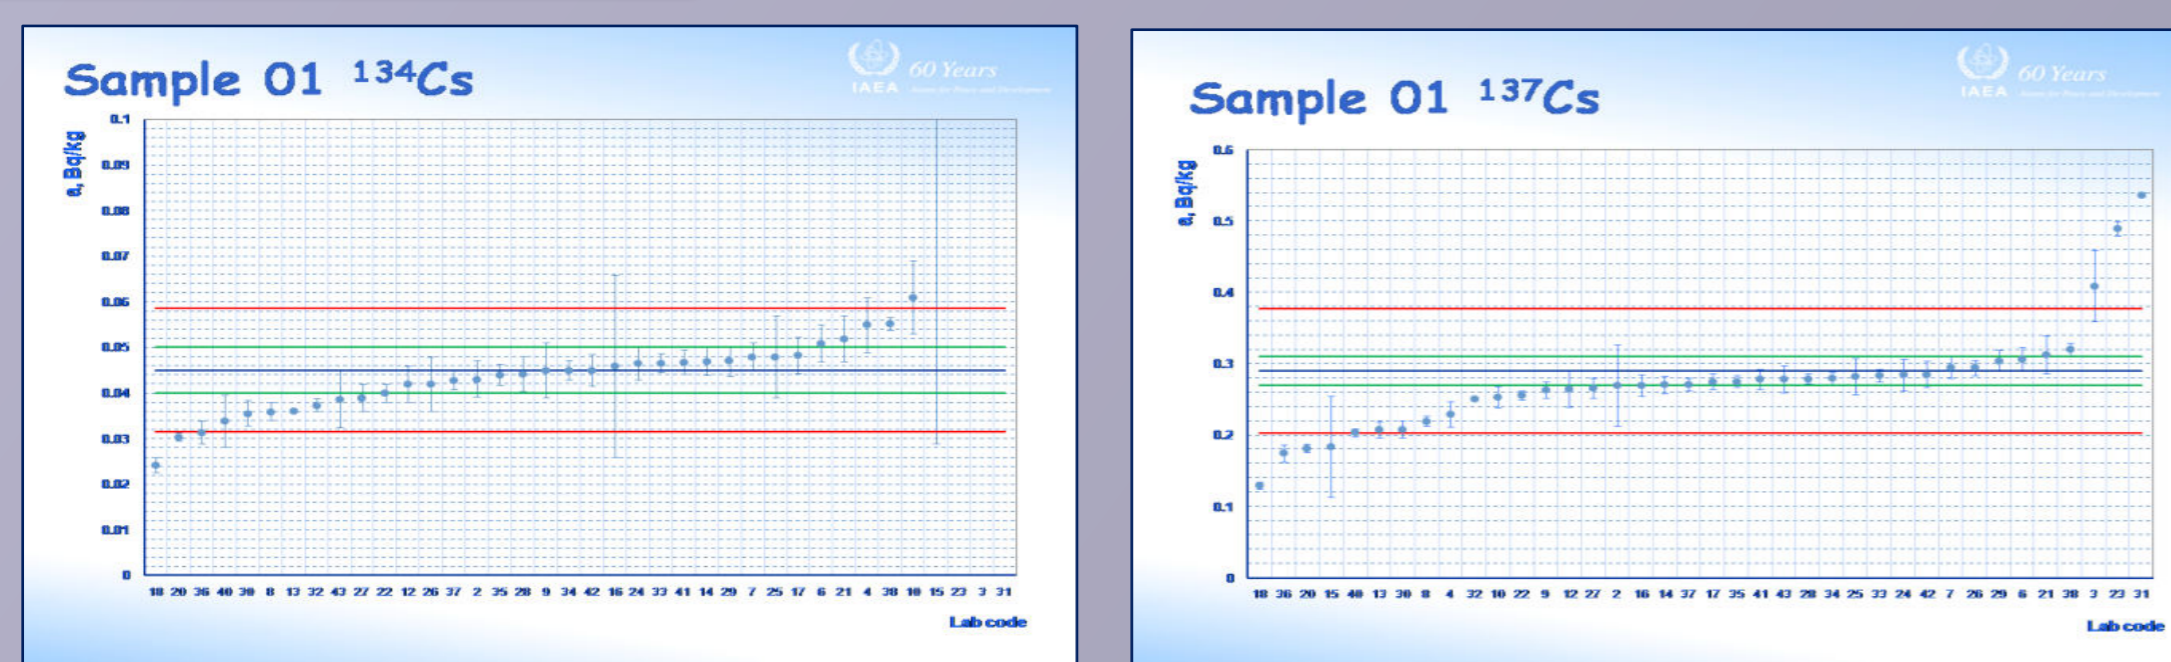 Sample 01 ¹³⁴Cs
60 Years
IAEA
a, Bq/kg
0.1
0.09
0.08
0.07
0.06
0.05
0.04
0.03
0.02
0.01
0
18 20 36 40 30 8 13 32 43 27 22 12 26 37 2 35 28 9 34 42 16 24 33 41 14 29 7 25 17 6 21 4 38 10 15 23 3 31
Lab code
Sample 01 ¹³⁷Cs
60 Years
IAEA
a, Bq/kg
0.6
0.5
0.4
0.3
0.2
0.1
0
18 36 20 15 40 13 30 8 4 32 10 22 9 12 27 2 16 14 37 17 35 41 43 28 34 25 33 24 42 7 26 29 6 21 38 3 23 31
Lab code